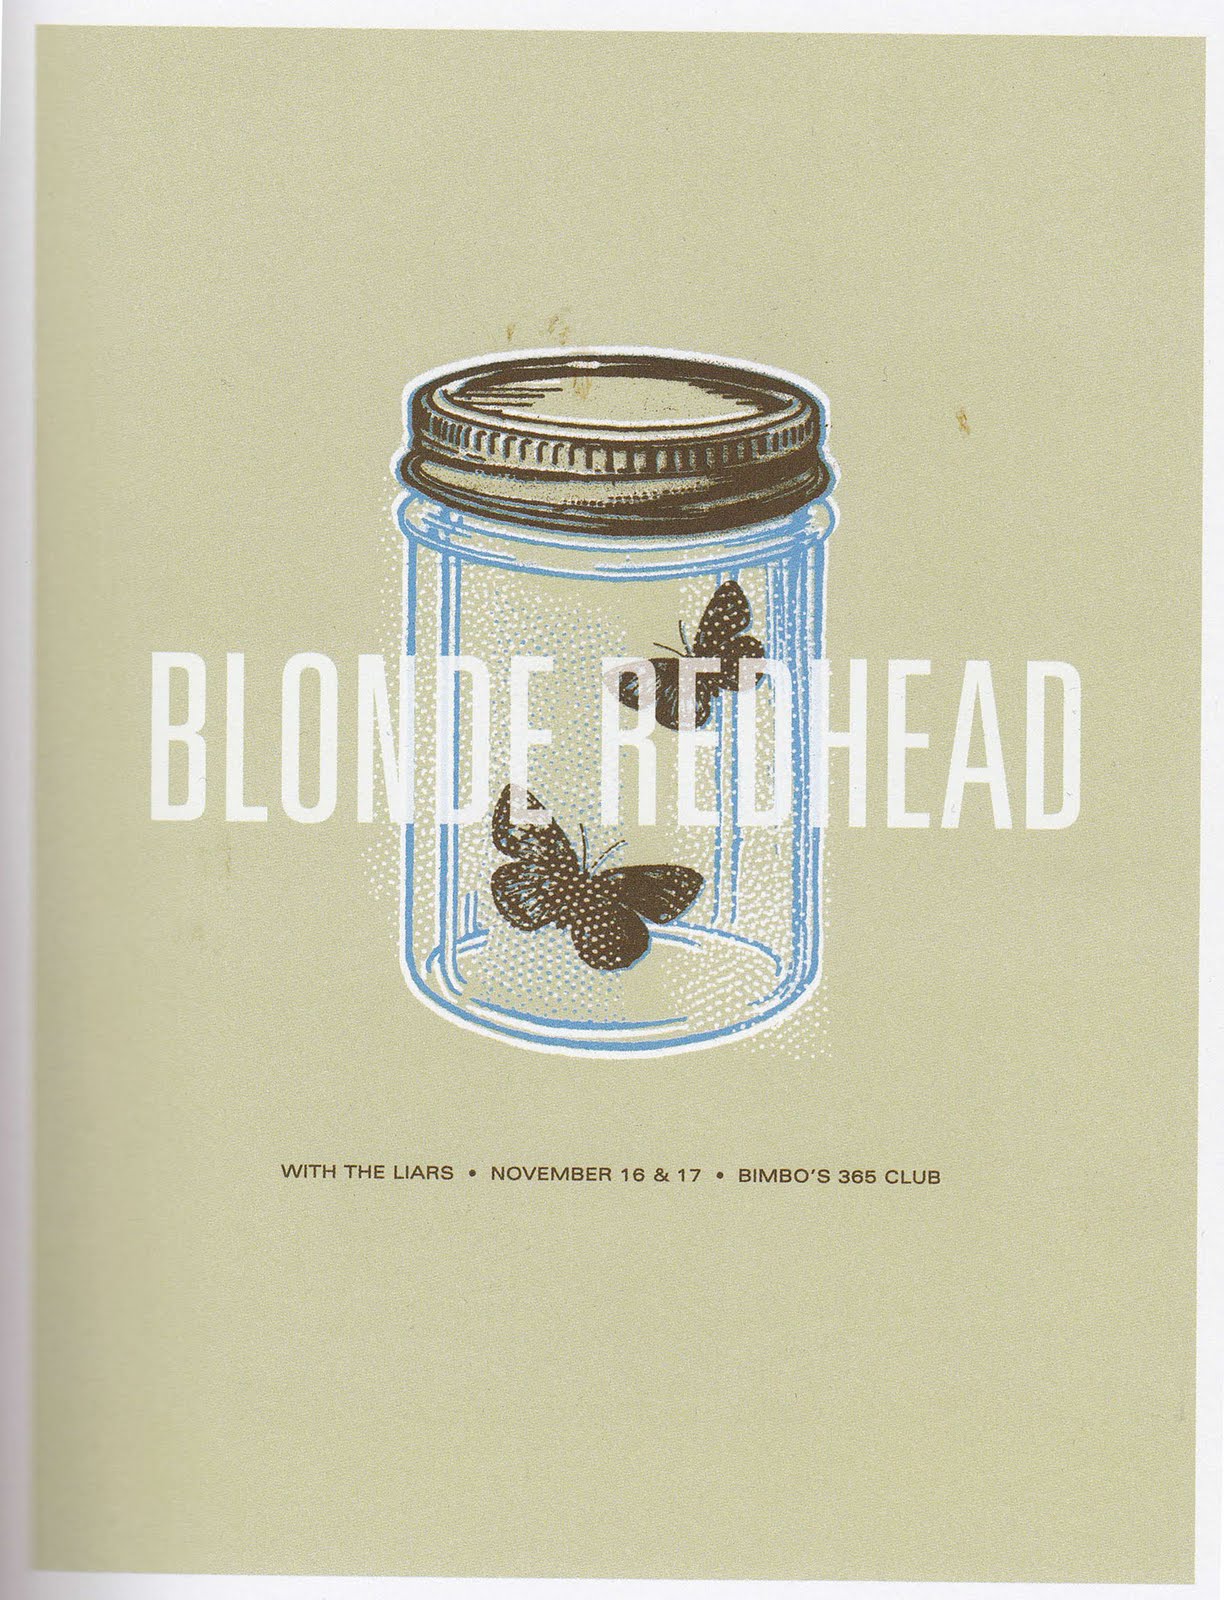 BLONDE REDHEAD
WITH THE LIARS • NOVEMBER 16 & 17 • BIMBO'S 365 CLUB